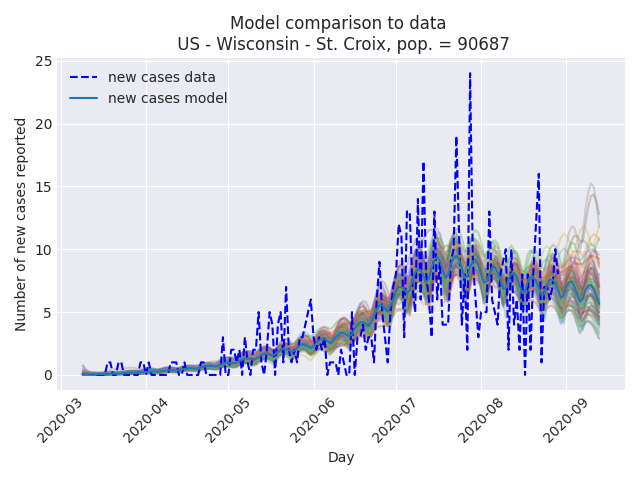 Model comparison to data
US - Wisconsin - St. Croix, pop. = 90687
new cases data
new cases model
Number of new cases reported
25
20
15
10
5
0
2020-03
2020-04
2020-05
2020-06
2020-07
2020-08
2020-09
Day